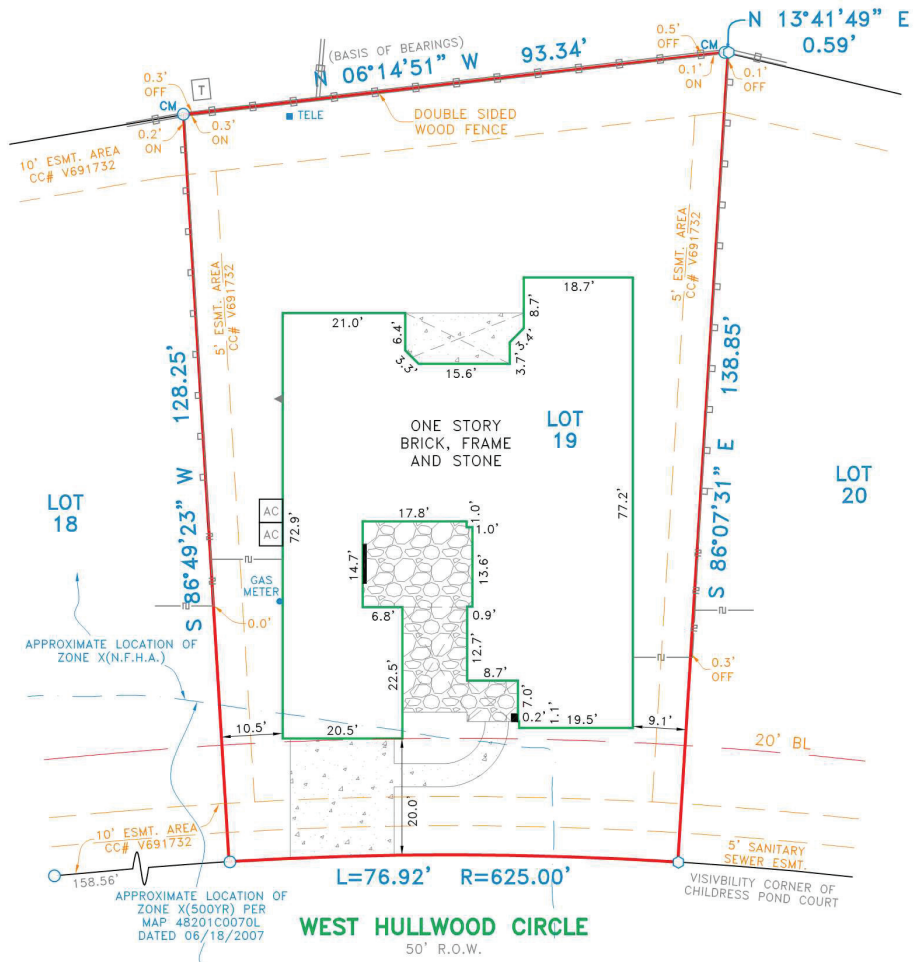 N 13°41'49" E
0.59'
0.5'
OFF
CM
0.1'
ON
0.1'
OFF
(BASIS OF BEARINGS)
N 06°14'51" W 93.34'
0.3'
OFF
T
CM
0.2'
ON
0.3'
ON
TELE
DOUBLE SIDED
WOOD FENCE
10' ESMT. AREA
CC# V691732
5' ESMT. AREA
CC# V691732
5' ESMT. AREA
CC# V691732
18.7'
8.7'
21.0'
6.4'
3.3'
15.6'
3.7'
3.4'
S 86°49'23" W 128.25'
S 86°07'31" E 138.85'
ONE STORY
BRICK, FRAME
AND STONE
LOT
19
LOT
18
LOT
20
AC
AC
72.9'
77.2'
17.8'
1.0'
1.0'
14.7'
13.6'
GAS
METER
6.8'
0.9'
0.0'
12.7'
22.5'
8.7'
7.0'
0.2'
1.1'
19.5'
0.3'
OFF
APPROXIMATE LOCATION OF
ZONE X(N.F.H.A.)
10.5'
20.5'
9.1'
20' BL
20.0'
10' ESMT. AREA
CC# V691732
158.56'
5' SANITARY
SEWER ESMT.
L=76.92' R=625.00'
VISIVBILITY CORNER OF
CHILDRESS POND COURT
APPROXIMATE LOCATION OF
ZONE X(500YR) PER
MAP 48201C0070L
DATED 06/18/2007
WEST HULLWOOD CIRCLE
50' R.O.W.